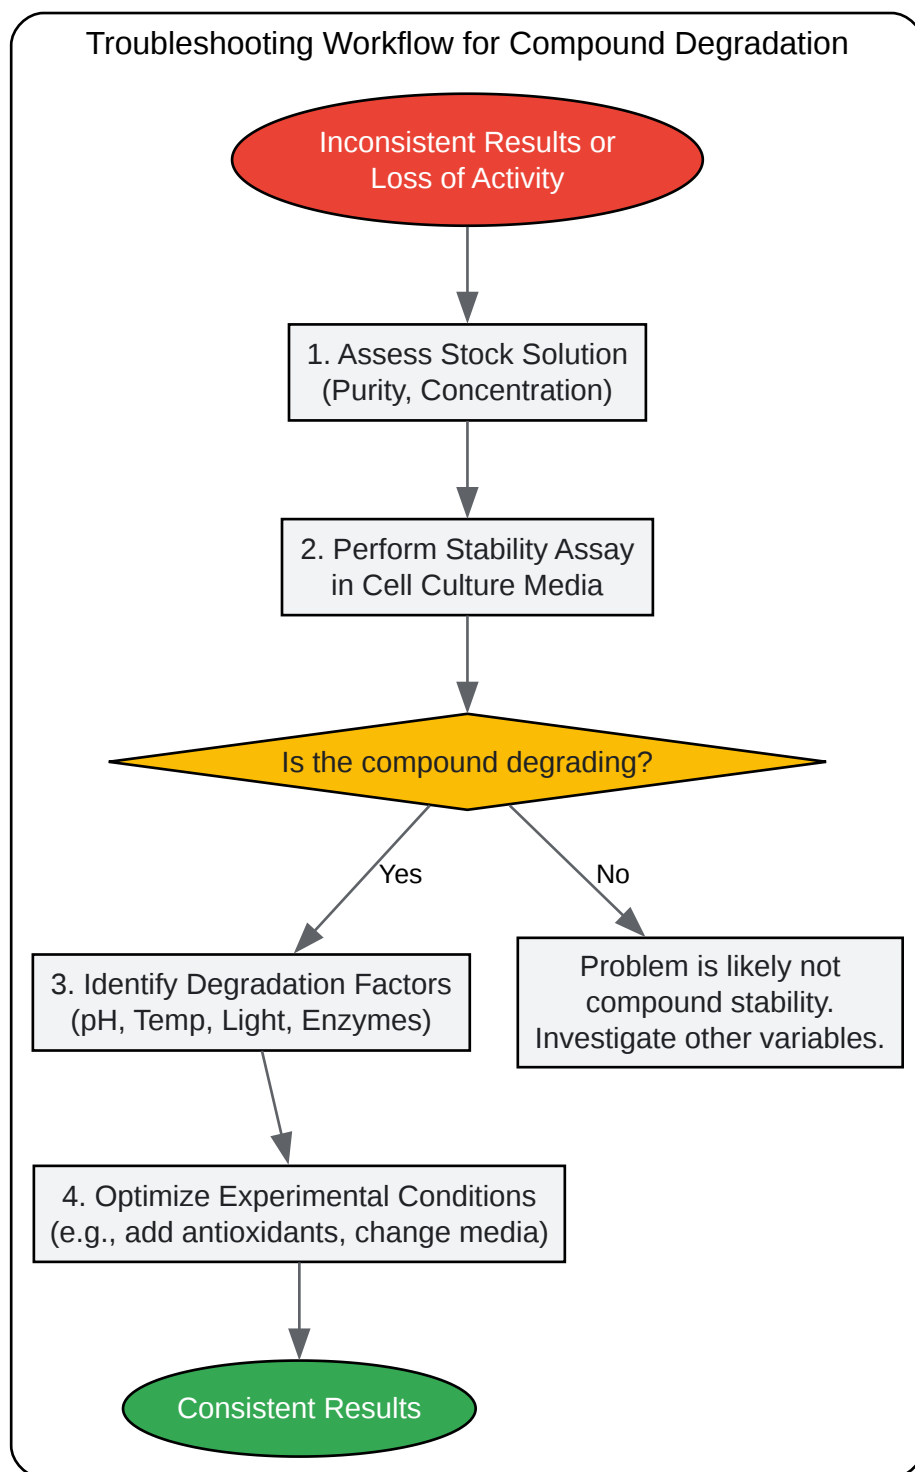 Troubleshooting Workflow for Compound Degradation
Inconsistent Results or
Loss of Activity
1. Assess Stock Solution
(Purity, Concentration)
2. Perform Stability Assay
in Cell Culture Media
Is the compound degrading?
Yes
No
3. Identify Degradation Factors
(pH, Temp, Light, Enzymes)
Problem is likely not
compound stability.
Investigate other variables.
4. Optimize Experimental Conditions
(e.g., add antioxidants, change media)
Consistent Results